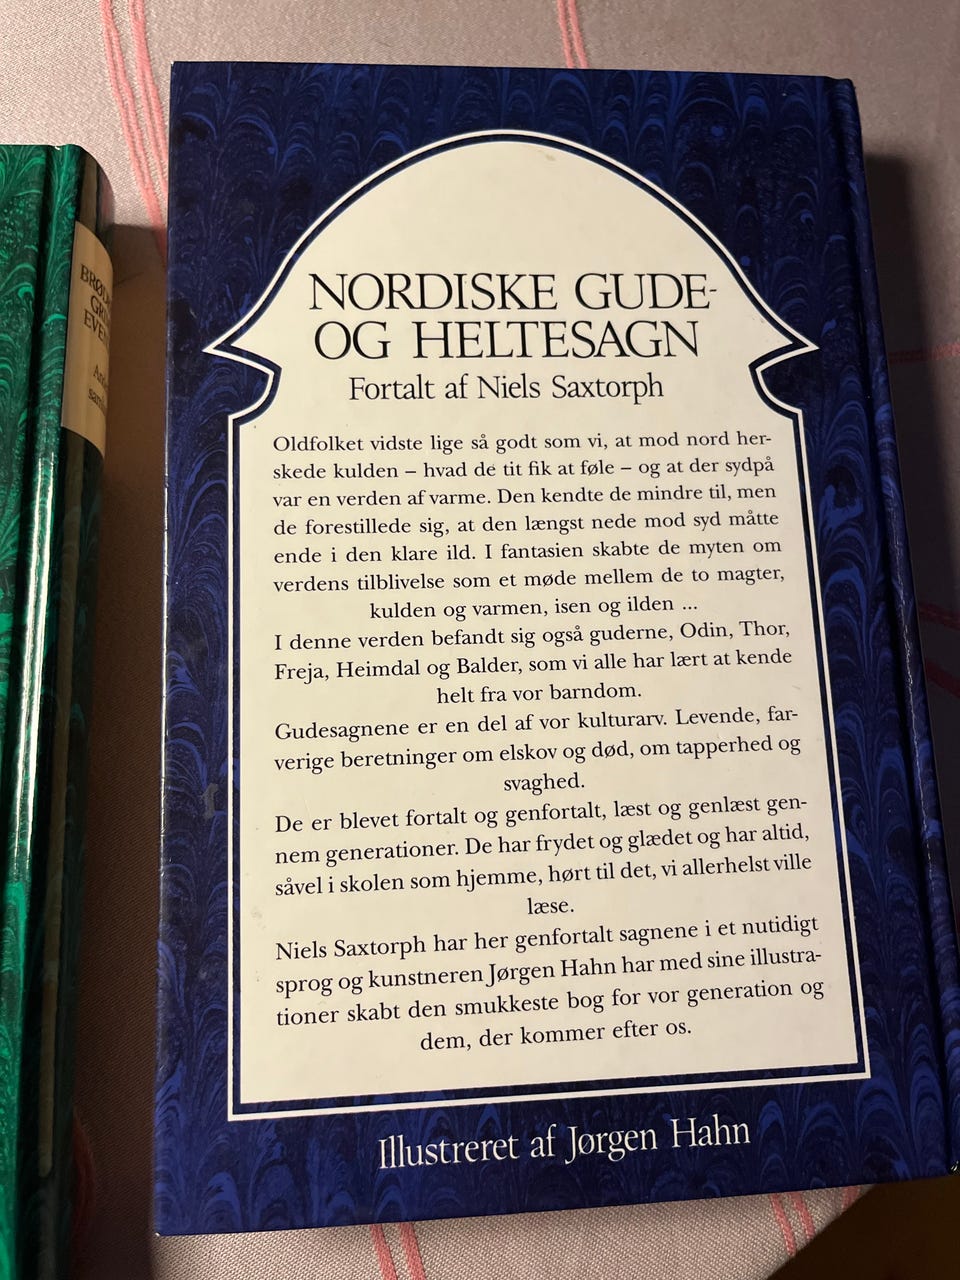 NORDISKE GUDE-
OG HELTESAGN
Fortalt af Niels Saxtorph
Oldfolket vidste lige så godt som vi, at mod nord her-
skede kulden – hvad de tit fik at føle – og at der sydpå
var en verden af varme. Den kendte de mindre til, men
de forestillede sig, at den længst nede mod syd måtte
ende i den klare ild. I fantasien skabte de myten om
verdens tilblivelse som et møde mellem de to magter,
kulden og varmen, isen og ilden ...
I denne verden befandt sig også guderne, Odin, Thor,
Freja, Heimdal og Balder, som vi alle har lært at kende
helt fra vor barndom.
Gudesagnene er en del af vor kulturarv. Levende, far-
verige beretninger om elskov og død, om tapperhed og
svaghed.
De er blevet fortalt og genfortalt, læst og genlæst gen-
nem generationer. De har frydet og glædet og har altid,
såvel i skolen som hjemme, hørt til det, vi allerhelst ville
læse.
Niels Saxtorph har her genfortalt sagnene i et nutidigt
sprog og kunstneren Jørgen Hahn har med sine illustra-
tioner skabt den smukkeste bog for vor generation og
dem, der kommer efter os.
Illustreret af Jørgen Hahn